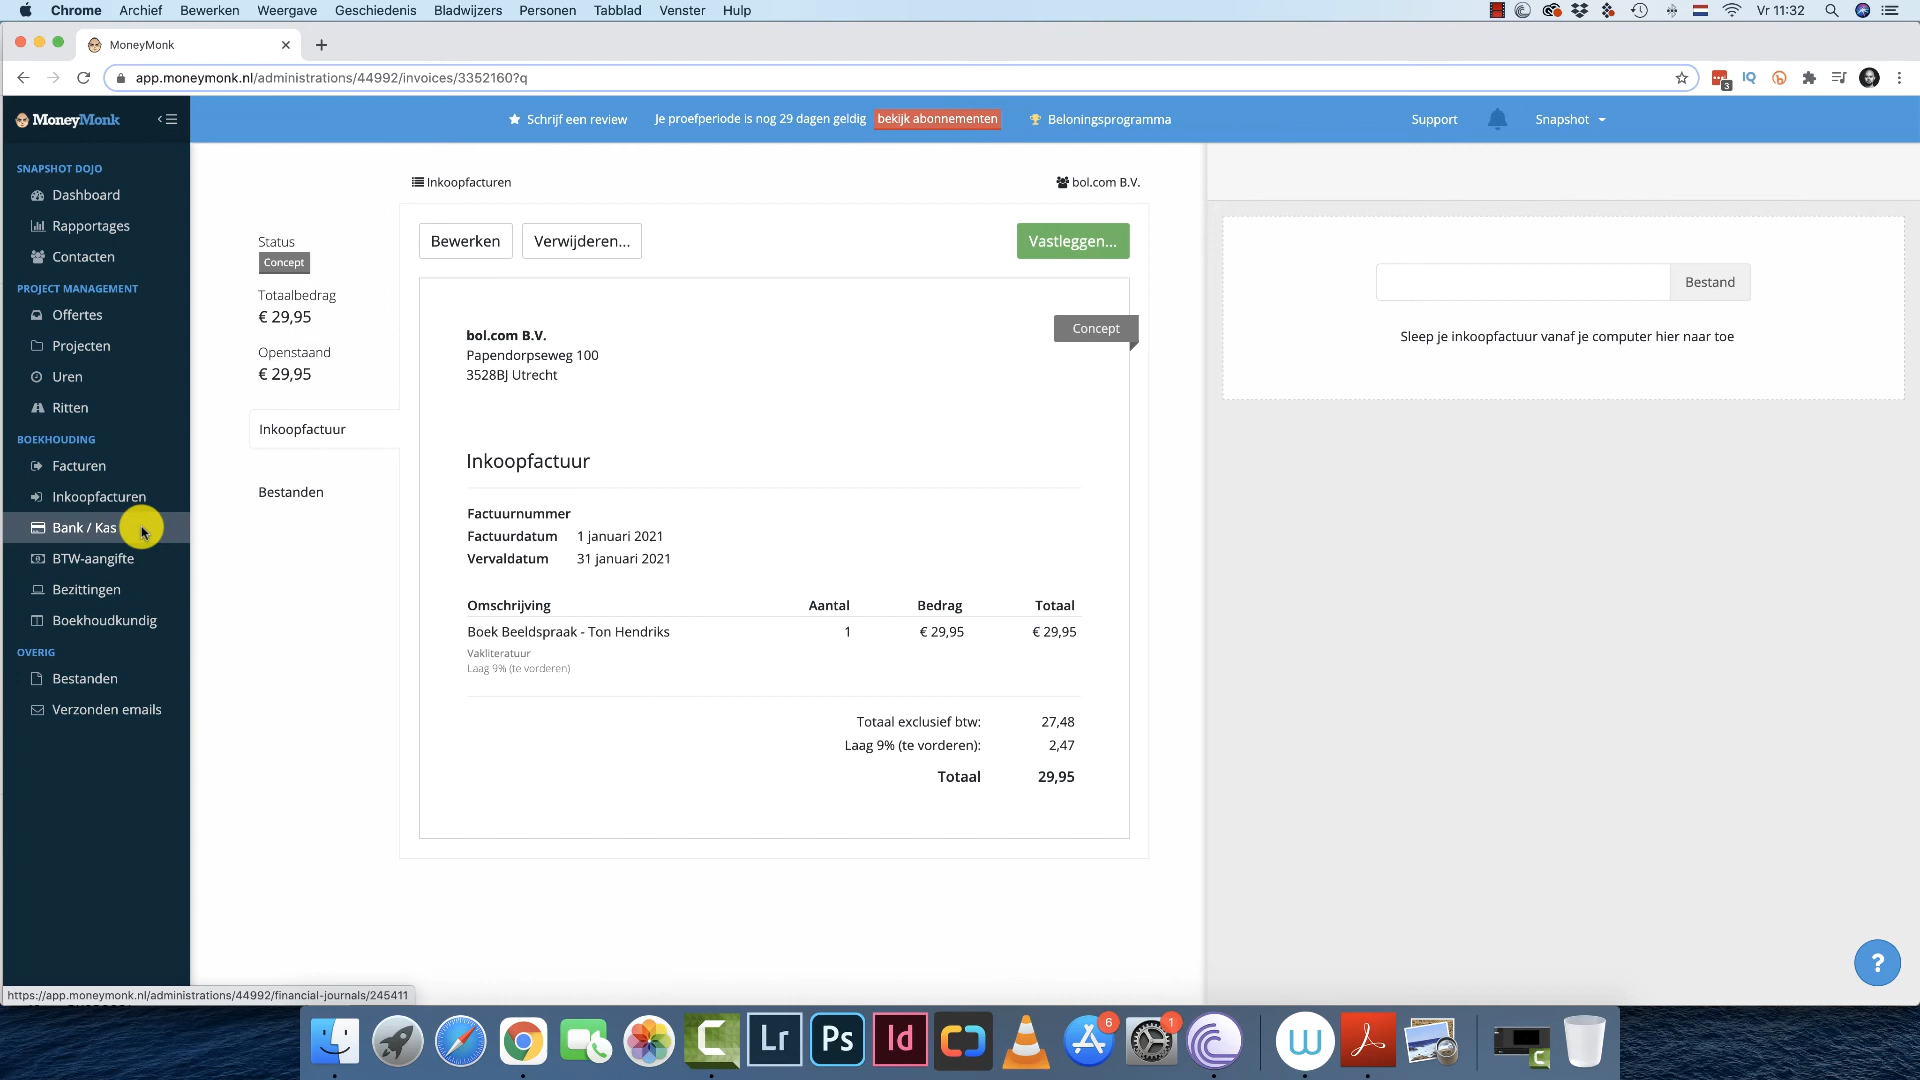 Chrome Archief Bewerken Weergave Geschiedenis Bladwijzers Personen Tabblad Venster Hulp Vr 11:32
MoneyMonk
app.moneymonk.nl/administrations/44992/invoices/3352160?q
3
IQ
MoneyMonk
Schrijf een review
Je proefperiode is nog 29 dagen geldig
bekijk abonnementen
Beloningsprogramma
Support
Snapshot
SNAPSHOT DOJO
Dashboard
Rapportages
Contacten
PROJECT MANAGEMENT
Offertes
Projecten
Uren
Ritten
BOEKHOUDING
Facturen
Inkoopfacturen
Bank / Kas
BTW-aangifte
Bezittingen
Boekhoudkundig
OVERIG
Bestanden
Verzonden emails
Status
Concept
Totaalbedrag
€ 29,95
Openstaand
€ 29,95
Inkoopfactuur
Bestanden
Inkoopfacturen
bol.com B.V.
Bewerken
Verwijderen...
Vastleggen...
Concept
bol.com B.V.
Papendorpseweg 100
3528BJ Utrecht
Inkoopfactuur
Factuurnummer
Factuurdatum 1 januari 2021
Vervaldatum 31 januari 2021
Omschrijving Aantal Bedrag Totaal
Boek Beeldspraak - Ton Hendriks 1 € 29,95 € 29,95
Vakliteratuur
Laag 9% (te vorderen)
Totaal exclusief btw: 27,48
Laag 9% (te vorderen): 2,47
Totaal 29,95
Bestand
Sleep je inkoopfactuur vanaf je computer hier naar toe
?
https://app.moneymonk.nl/administrations/44992/financial-journals/245411
C
Lr
Ps
Id
6
1
W
C